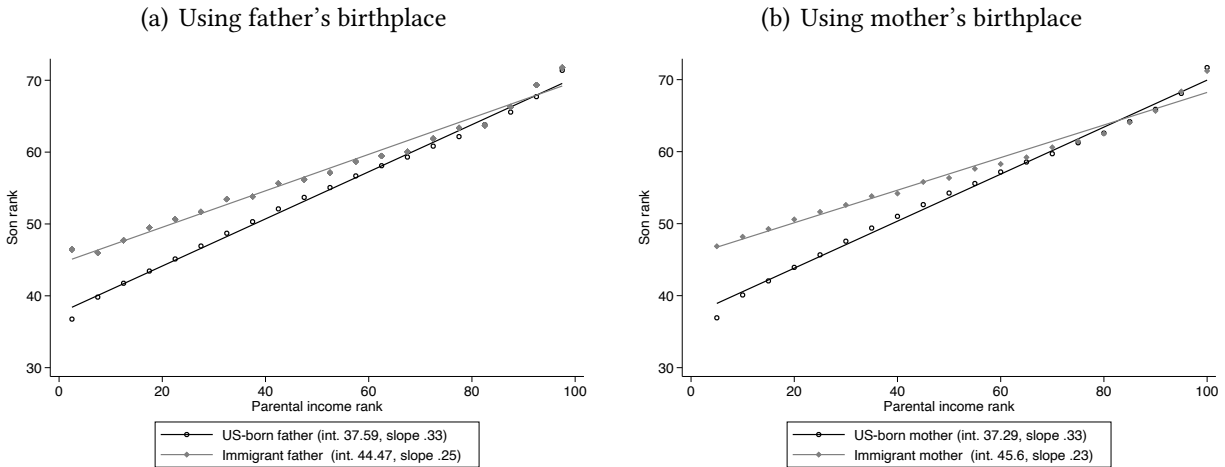 (a) Using father’s birthplace
70
60
50
40
30
Son rank
0 20 40 60 80 100
Parental income rank
US-born father (int. 37.59, slope .33)
Immigrant father (int. 44.47, slope .25)
(b) Using mother’s birthplace
70
60
50
40
30
Son rank
0 20 40 60 80 100
Parental income rank
US-born mother (int. 37.29, slope .33)
Immigrant mother (int. 45.6, slope .23)